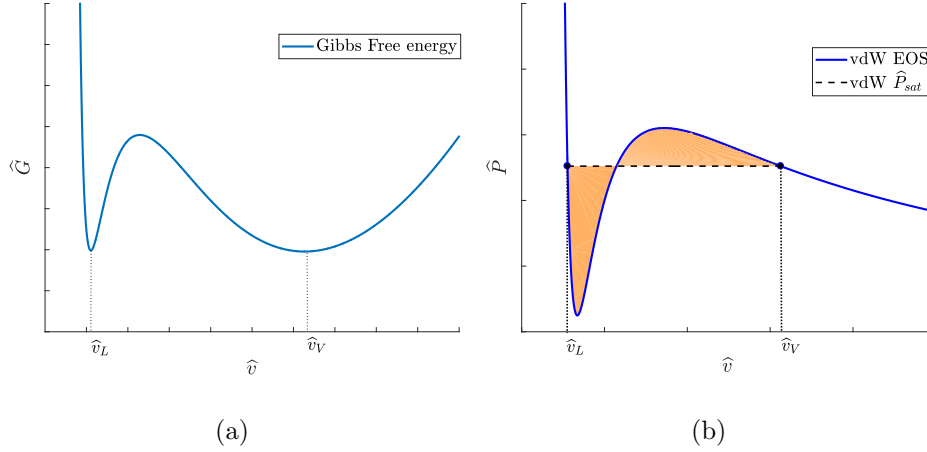 Gibbs Free energy
Ĝ
v̂_L
v̂_V
v̂
(a)
vdW EOS
vdW P̂_sat
P̂
v̂_L
v̂_V
v̂
(b)